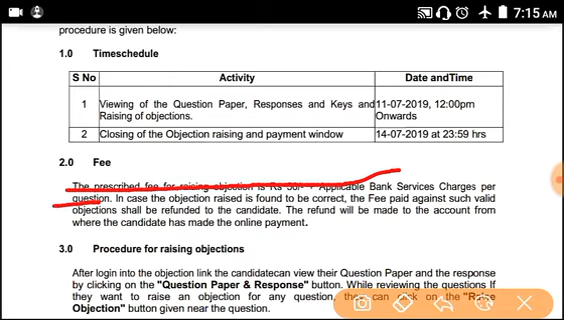 7:15 AM
procedure is given below:
1.0 Timeschedule
S No Activity Date andTime
1 Viewing of the Question Paper, Responses and Keys and 11-07-2019, 12:00pm
Raising of objections. Onwards
2 Closing of the Objection raising and payment window 14-07-2019 at 23:59 hrs
2.0 Fee
The prescribed fee for raising objection is Rs 50/- + Applicable Bank Services Charges per
question. In case the objection raised is found to be correct, the Fee paid against such valid
objections shall be refunded to the candidate. The refund will be made to the account from
where the candidate has made the online payment.
3.0 Procedure for raising objections
After login into the objection link the candidatecan view their Question Paper and the response
by clicking on the "Question Paper & Response" button. While reviewing the questions If
they want to raise an objection for any question, they can click on the "Raise
Objection" button given near the question.